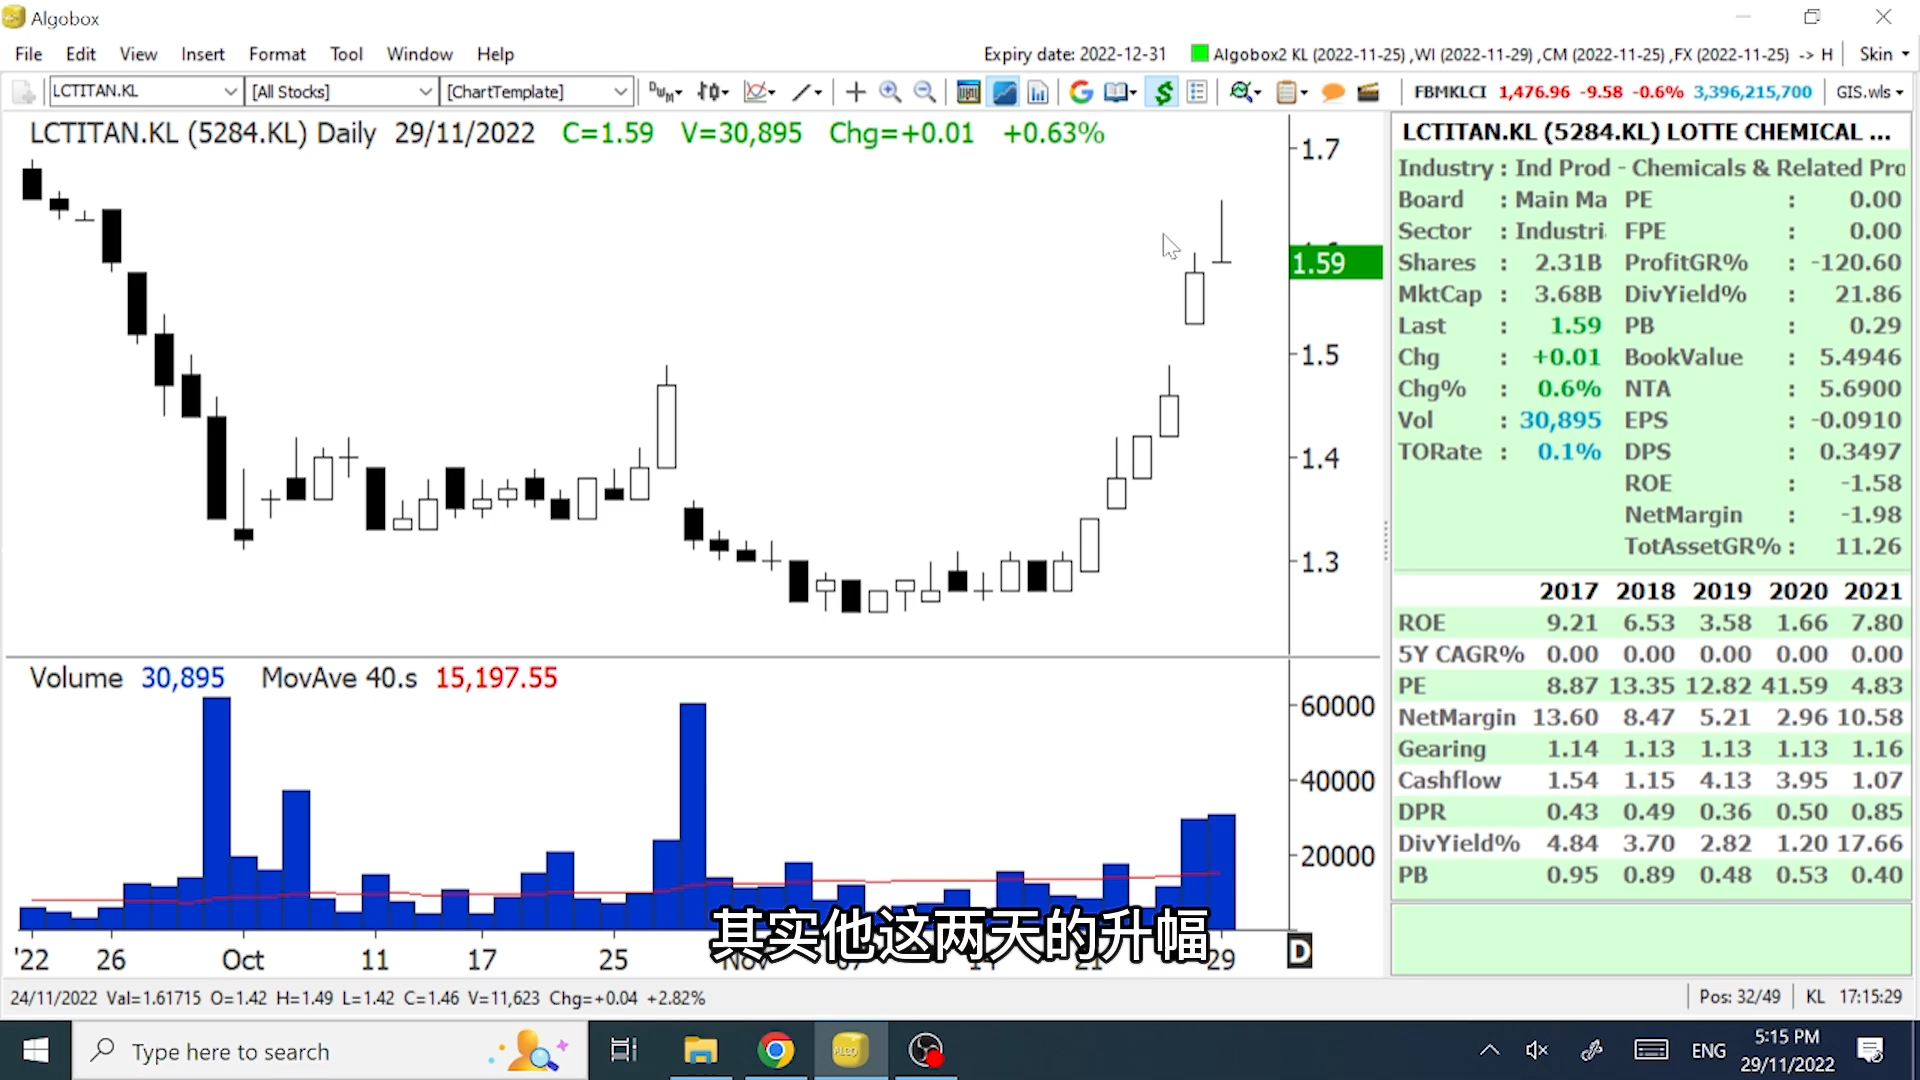 Algobox
File Edit View Insert Format Tool Window Help
Expiry date: 2022-12-31 Algobox2 KL (2022-11-25) ,WI (2022-11-29) ,CM (2022-11-25) ,FX (2022-11-25) -> H Skin
LCTITAN.KL [All Stocks] [ChartTemplate] FBMKLCI 1,476.96 -9.58 -0.6% 3,396,215,700 GIS.wls
LCTITAN.KL (5284.KL) Daily 29/11/2022 C=1.59 V=30,895 Chg=+0.01 +0.63%
1.7
1.59
1.5
1.4
1.3
Volume 30,895 MovAve 40.s 15,197.55
60000
40000
20000
'22 26 Oct 11 17 25 Nov 07 14 21 29
D
其实他这两天的升幅
LCTITAN.KL (5284.KL) LOTTE CHEMICAL ...
Industry : Ind Prod - Chemicals & Related Pro
Board : Main Ma PE : 0.00
Sector : Industri FPE : 0.00
Shares : 2.31B ProfitGR% : -120.60
MktCap : 3.68B DivYield% : 21.86
Last : 1.59 PB : 0.29
Chg : +0.01 BookValue : 5.4946
Chg% : 0.6% NTA : 5.6900
Vol : 30,895 EPS : -0.0910
TORate : 0.1% DPS : 0.3497
ROE : -1.58
NetMargin : -1.98
TotAssetGR% : 11.26
2017 2018 2019 2020 2021
ROE 9.21 6.53 3.58 1.66 7.80
5Y CAGR% 0.00 0.00 0.00 0.00 0.00
PE 8.87 13.35 12.82 41.59 4.83
NetMargin 13.60 8.47 5.21 2.96 10.58
Gearing 1.14 1.13 1.13 1.13 1.16
Cashflow 1.54 1.15 4.13 3.95 1.07
DPR 0.43 0.49 0.36 0.50 0.85
DivYield% 4.84 3.70 2.82 1.20 17.66
PB 0.95 0.89 0.48 0.53 0.40
24/11/2022 Val=1.61715 O=1.42 H=1.49 L=1.42 C=1.46 V=11,623 Chg=+0.04 +2.82%
Pos: 32/49 KL 17:15:29
Type here to search
ALGO
ENG
5:15 PM
29/11/2022